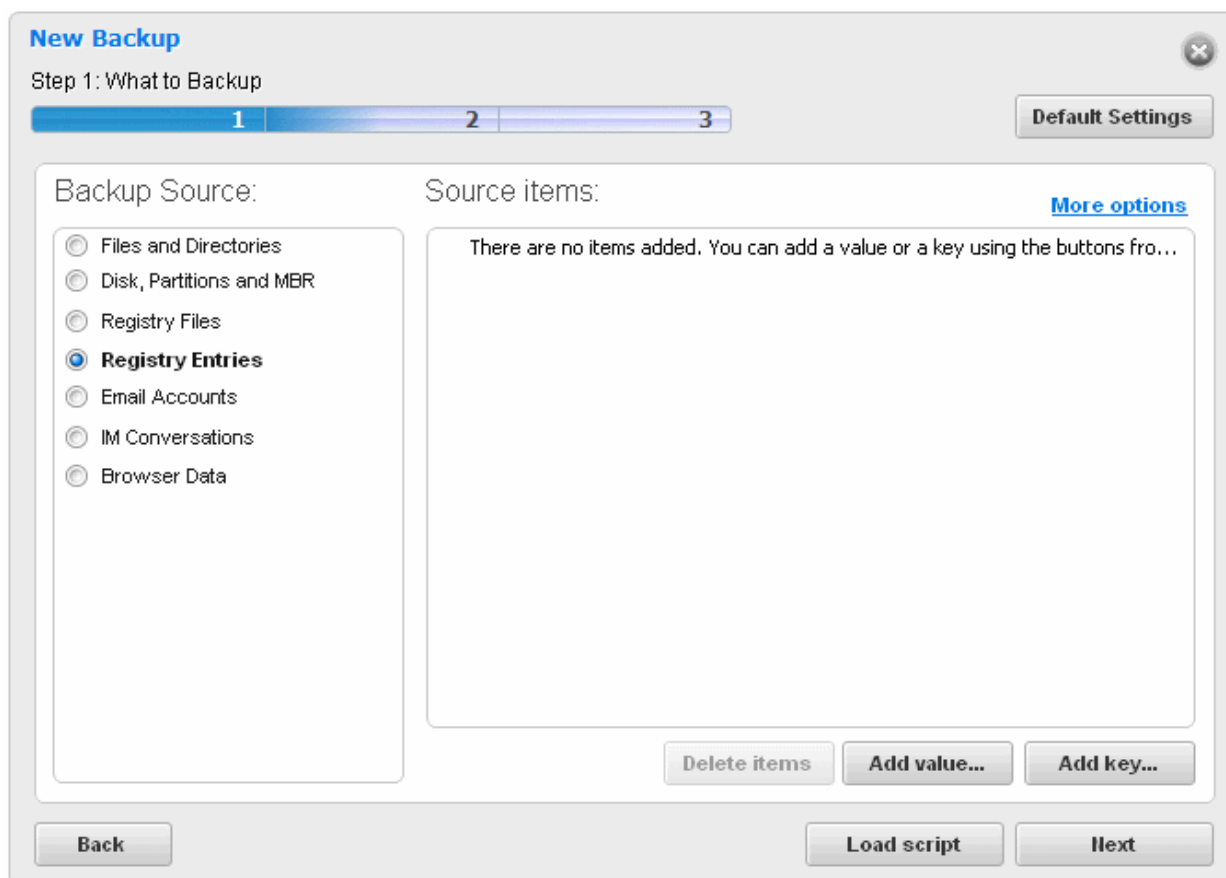 New Backup
Step 1: What to Backup
1 2 3
Default Settings
Backup Source:
Files and Directories
Disk, Partitions and MBR
Registry Files
Registry Entries
Email Accounts
IM Conversations
Browser Data
Source items:
More options
There are no items added. You can add a value or a key using the buttons fro...
Delete items Add value... Add key...
Back Load script Next